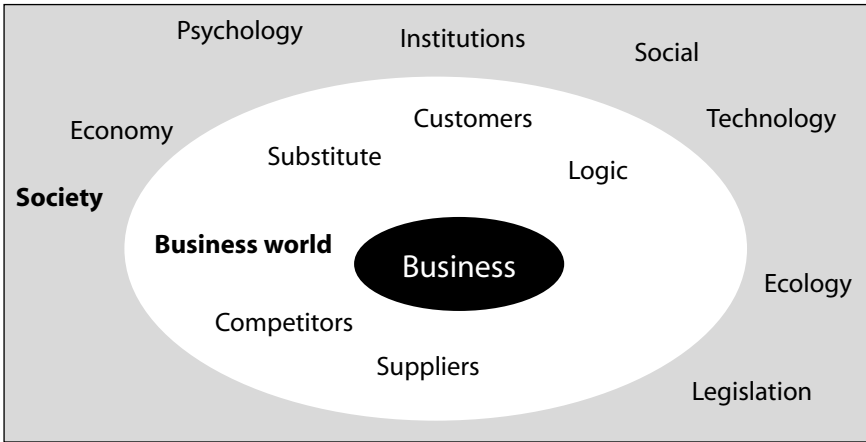 Psychology
Institutions
Social
Economy
Customers
Technology
Substitute
Logic
Society
Business world
Business
Ecology
Competitors
Suppliers
Legislation